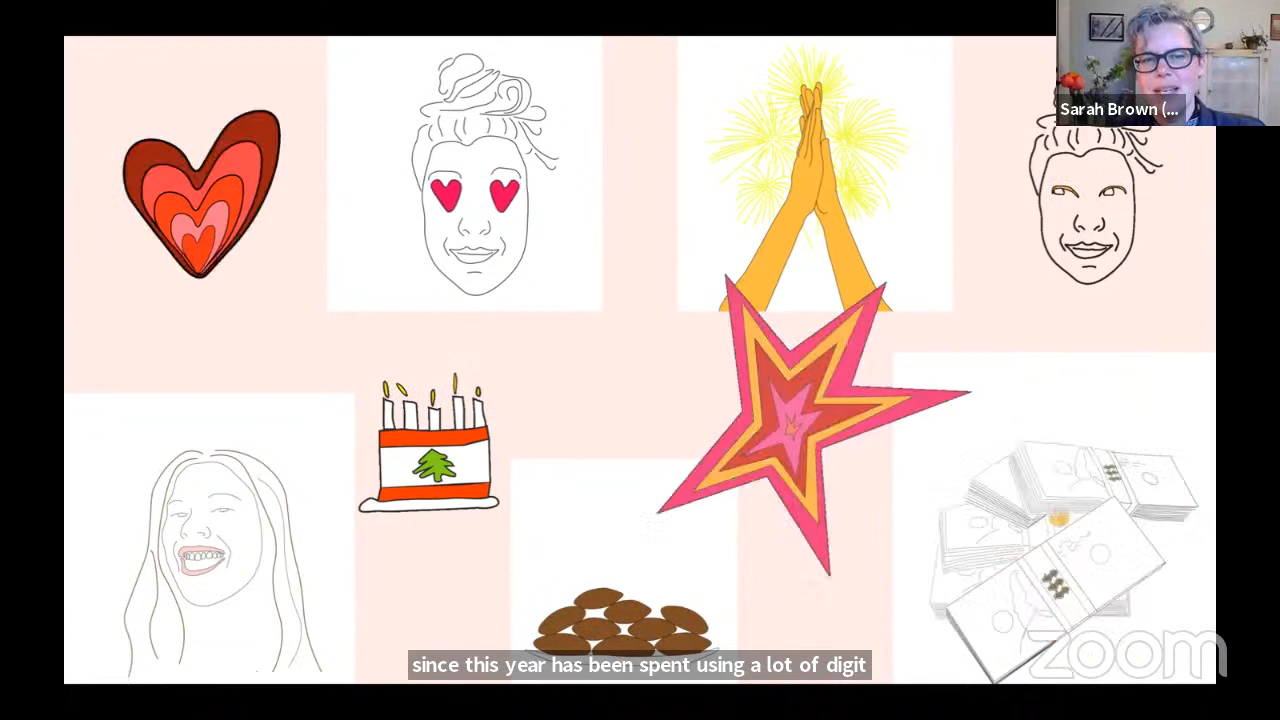 Sarah Brown (...
since this year has been spent using a lot of digit
zoom